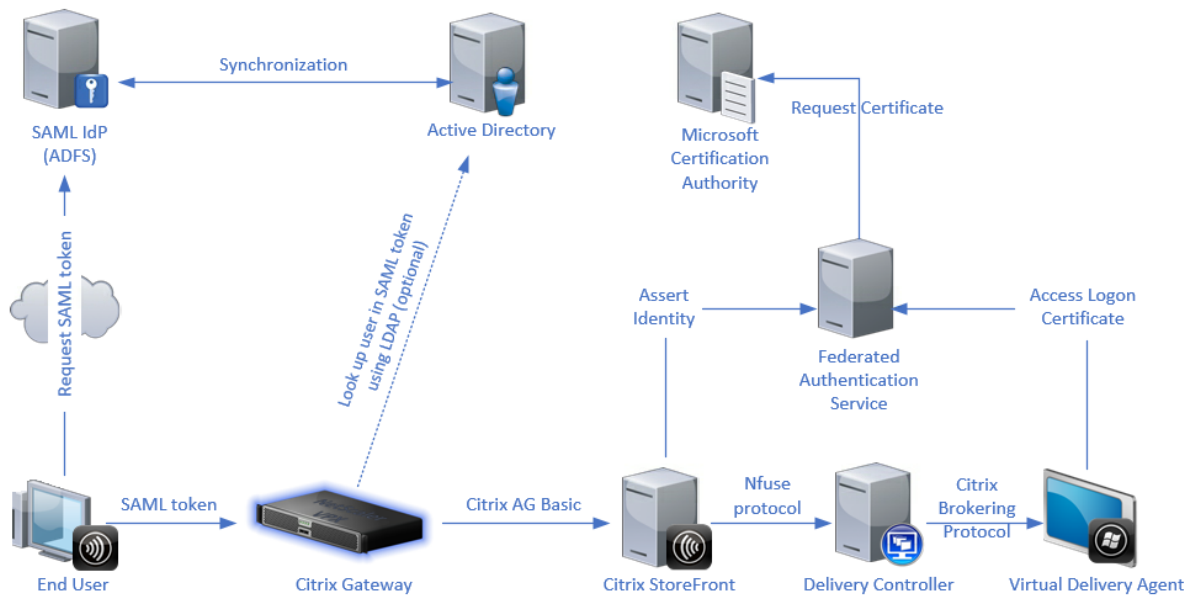 Synchronization
SAML IdP
(ADFS)
Active Directory
Request Certificate
Microsoft
Certification
Authority
Request SAML token
Look up user in SAML token
using LDAP (optional)
Assert
Identity
Access Logon
Certificate
Federated
Authentication
Service
SAML token
Citrix AG Basic
Nfuse
protocol
Citrix
Brokering
Protocol
End User
Citrix Gateway
Citrix StoreFront
Delivery Controller
Virtual Delivery Agent